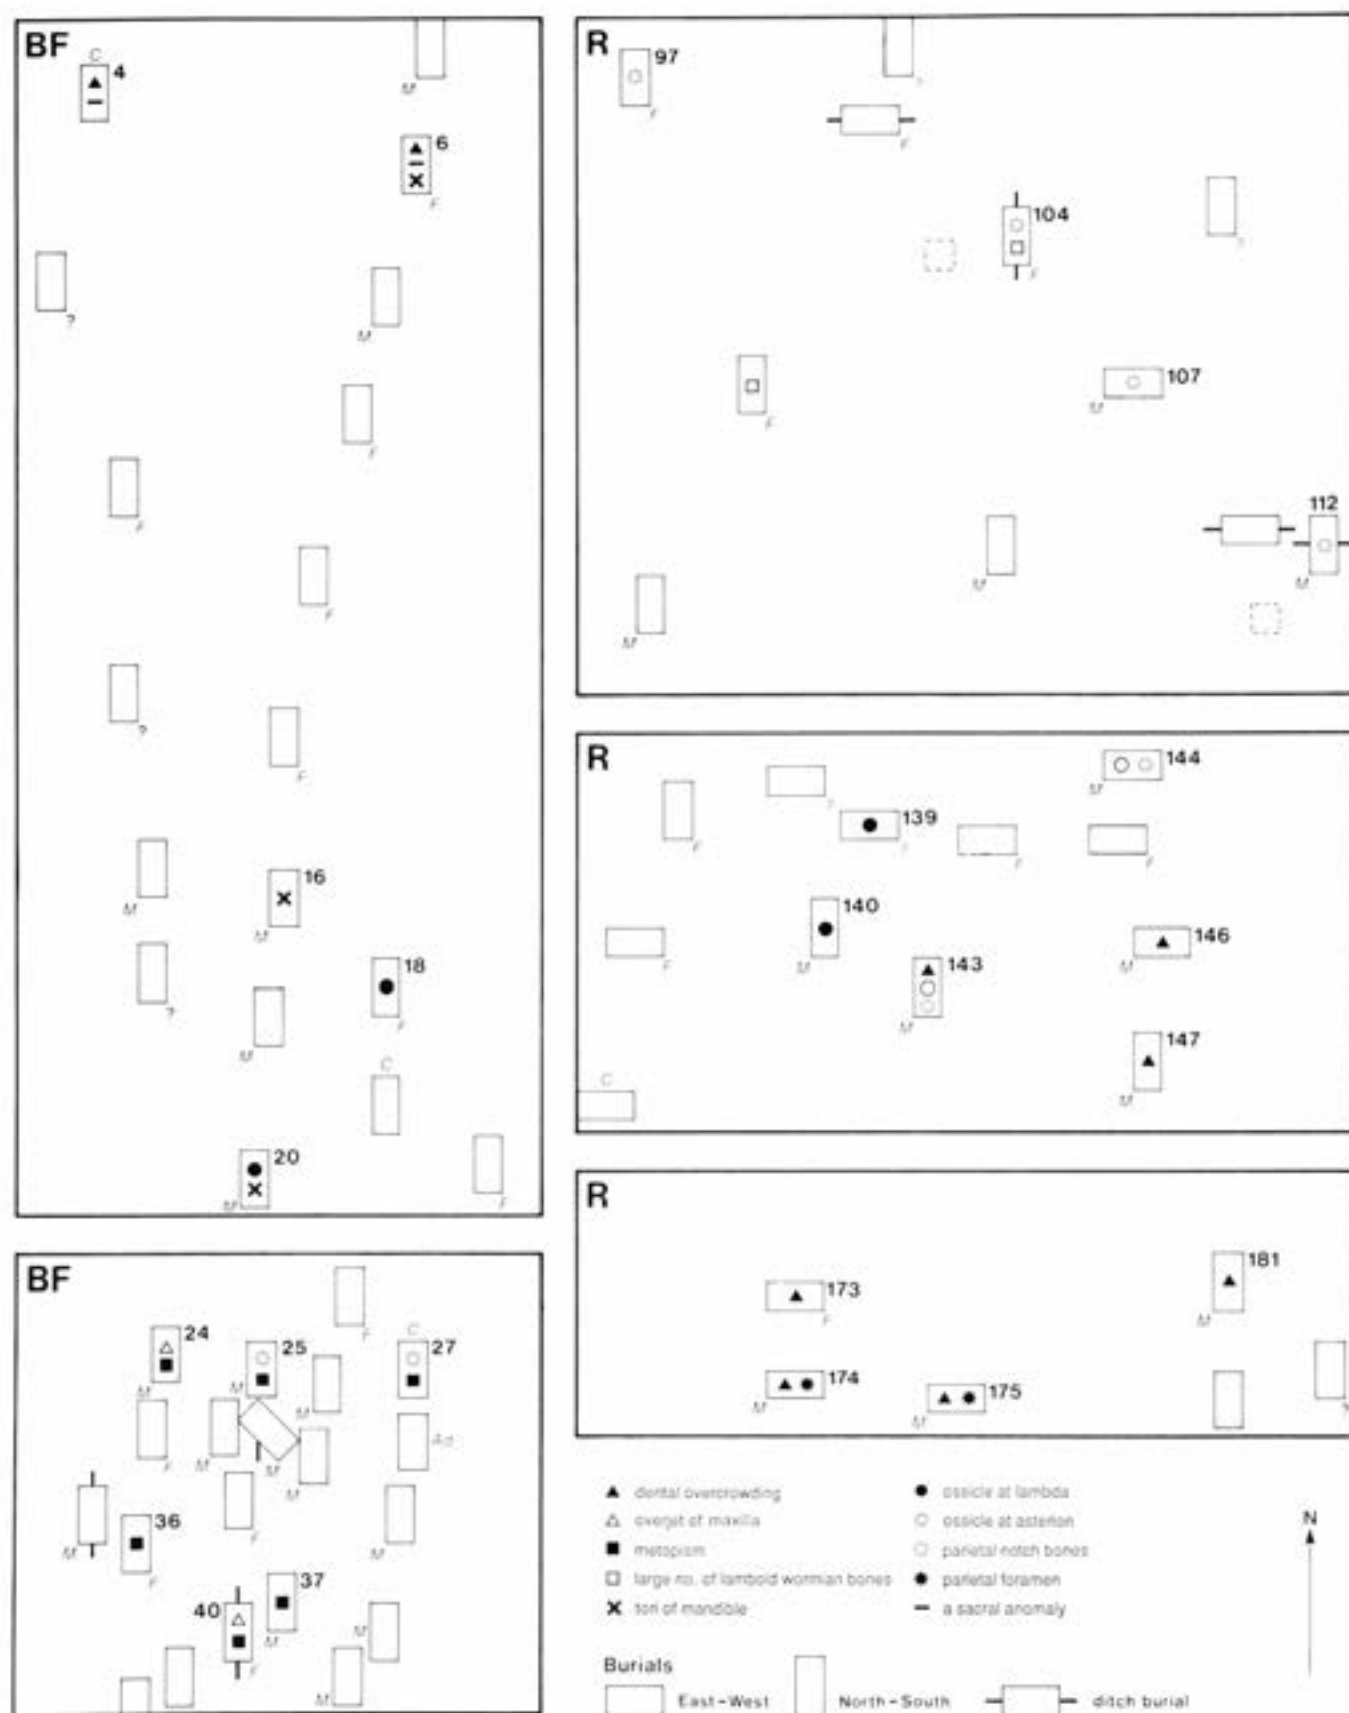 BF
C
4
M
6
F
?
M
F
F
F
?
F
M
16
M
18
F
?
M
C
20
M
F
BF
F
24
M
25
M
C
27
M
F
M
M
M
Ad
M
36
F
F
M
37
M
40
F
M
M
R
97
F
?
F
104
F
?
F
107
M
M
M
112
M
R
144
M
F
?
139
?
F
F
F
140
M
143
M
146
M
147
M
C
R
173
F
181
M
174
M
175
M
dental overcrowding
overjet of maxilla
metopism
large no. of lamboid wormian bones
tori of mandible
ossicle at lambda
ossicle at asterion
parietal notch bones
parietal foramen
a sacral anomaly
N
Burials
East-West
North-South
ditch burial